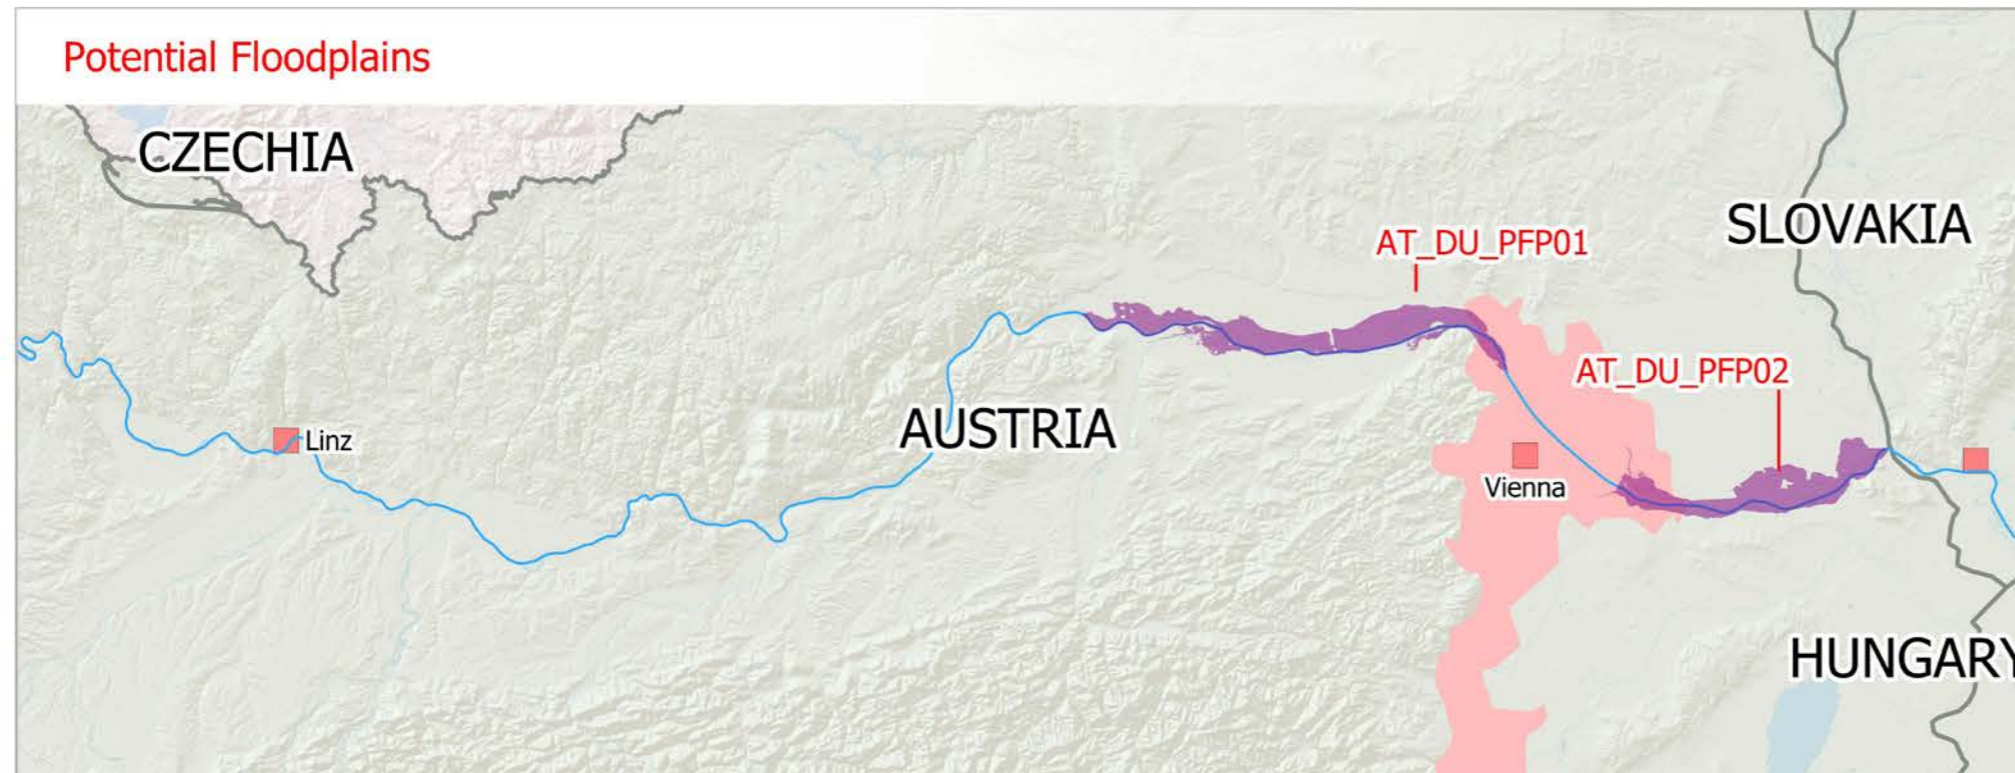 Potential Floodplains
CZECHIA
SLOVAKIA
AT_DU_PFP01
AT_DU_PFP02
AUSTRIA
Linz
Vienna
HUNGARY